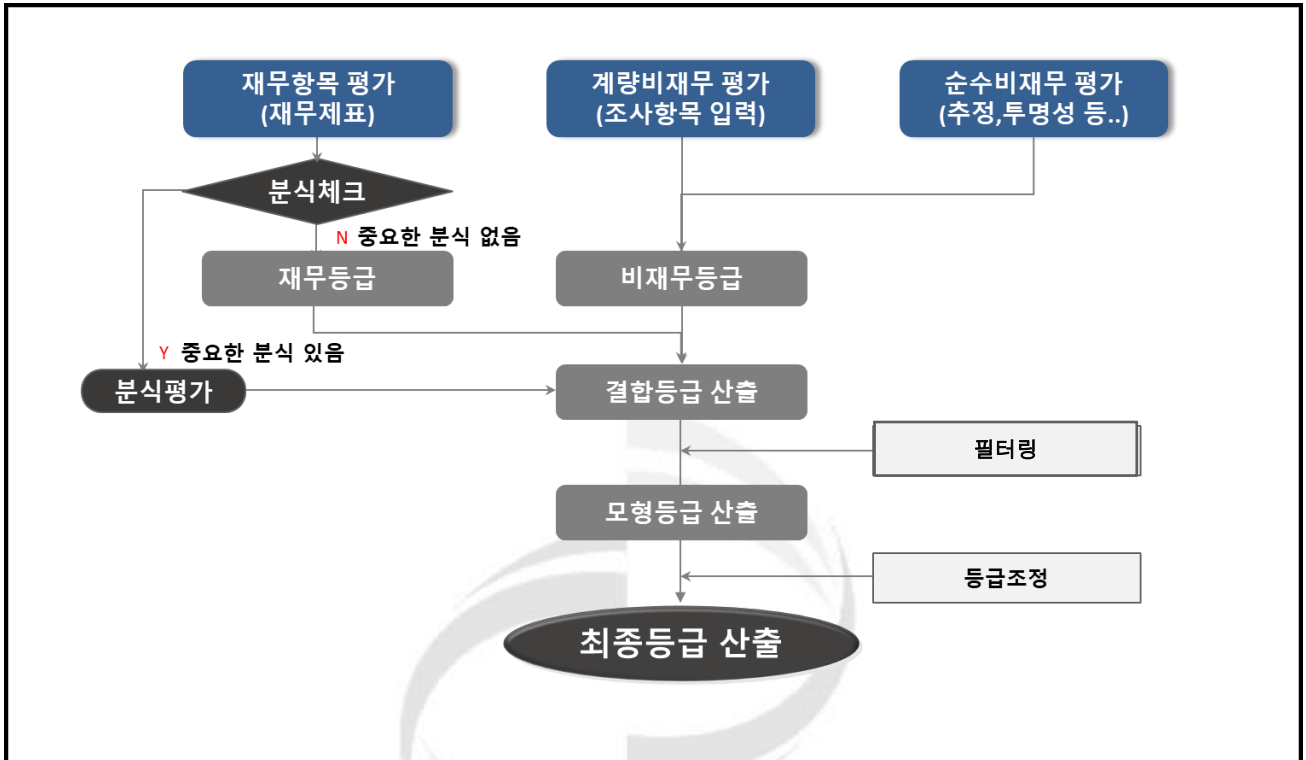 재무항목 평가
(재무제표)
계량비재무 평가
(조사항목 입력)
순수비재무 평가
(추정,투명성 등..)
분식체크
N 중요한 분식 없음
재무등급
비재무등급
Y 중요한 분식 있음
분식평가
결합등급 산출
필터링
모형등급 산출
등급조정
최종등급 산출